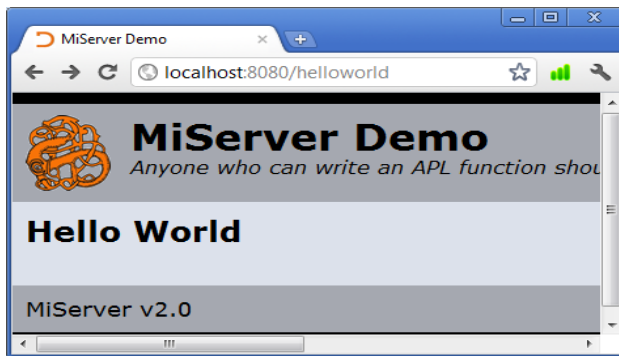 MiServer Demo
localhost:8080/helloworld
MiServer Demo
Anyone who can write an APL function shou
Hello World
MiServer v2.0